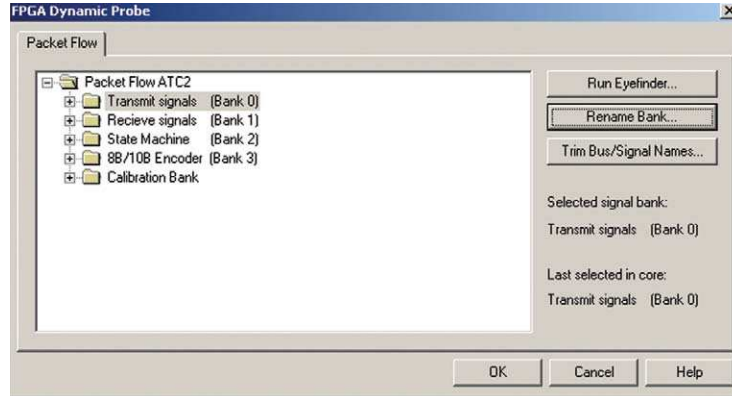 FPGA Dynamic Probe
Packet Flow
Packet Flow ATC2
Transmit signals (Bank 0)
Recieve signals (Bank 1)
State Machine (Bank 2)
8B/10B Encoder (Bank 3)
Calibration Bank
Run Eyefinder...
Rename Bank...
Trim Bus/Signal Names...
Selected signal bank:
Transmit signals (Bank 0)
Last selected in core:
Transmit signals (Bank 0)
OK Cancel Help